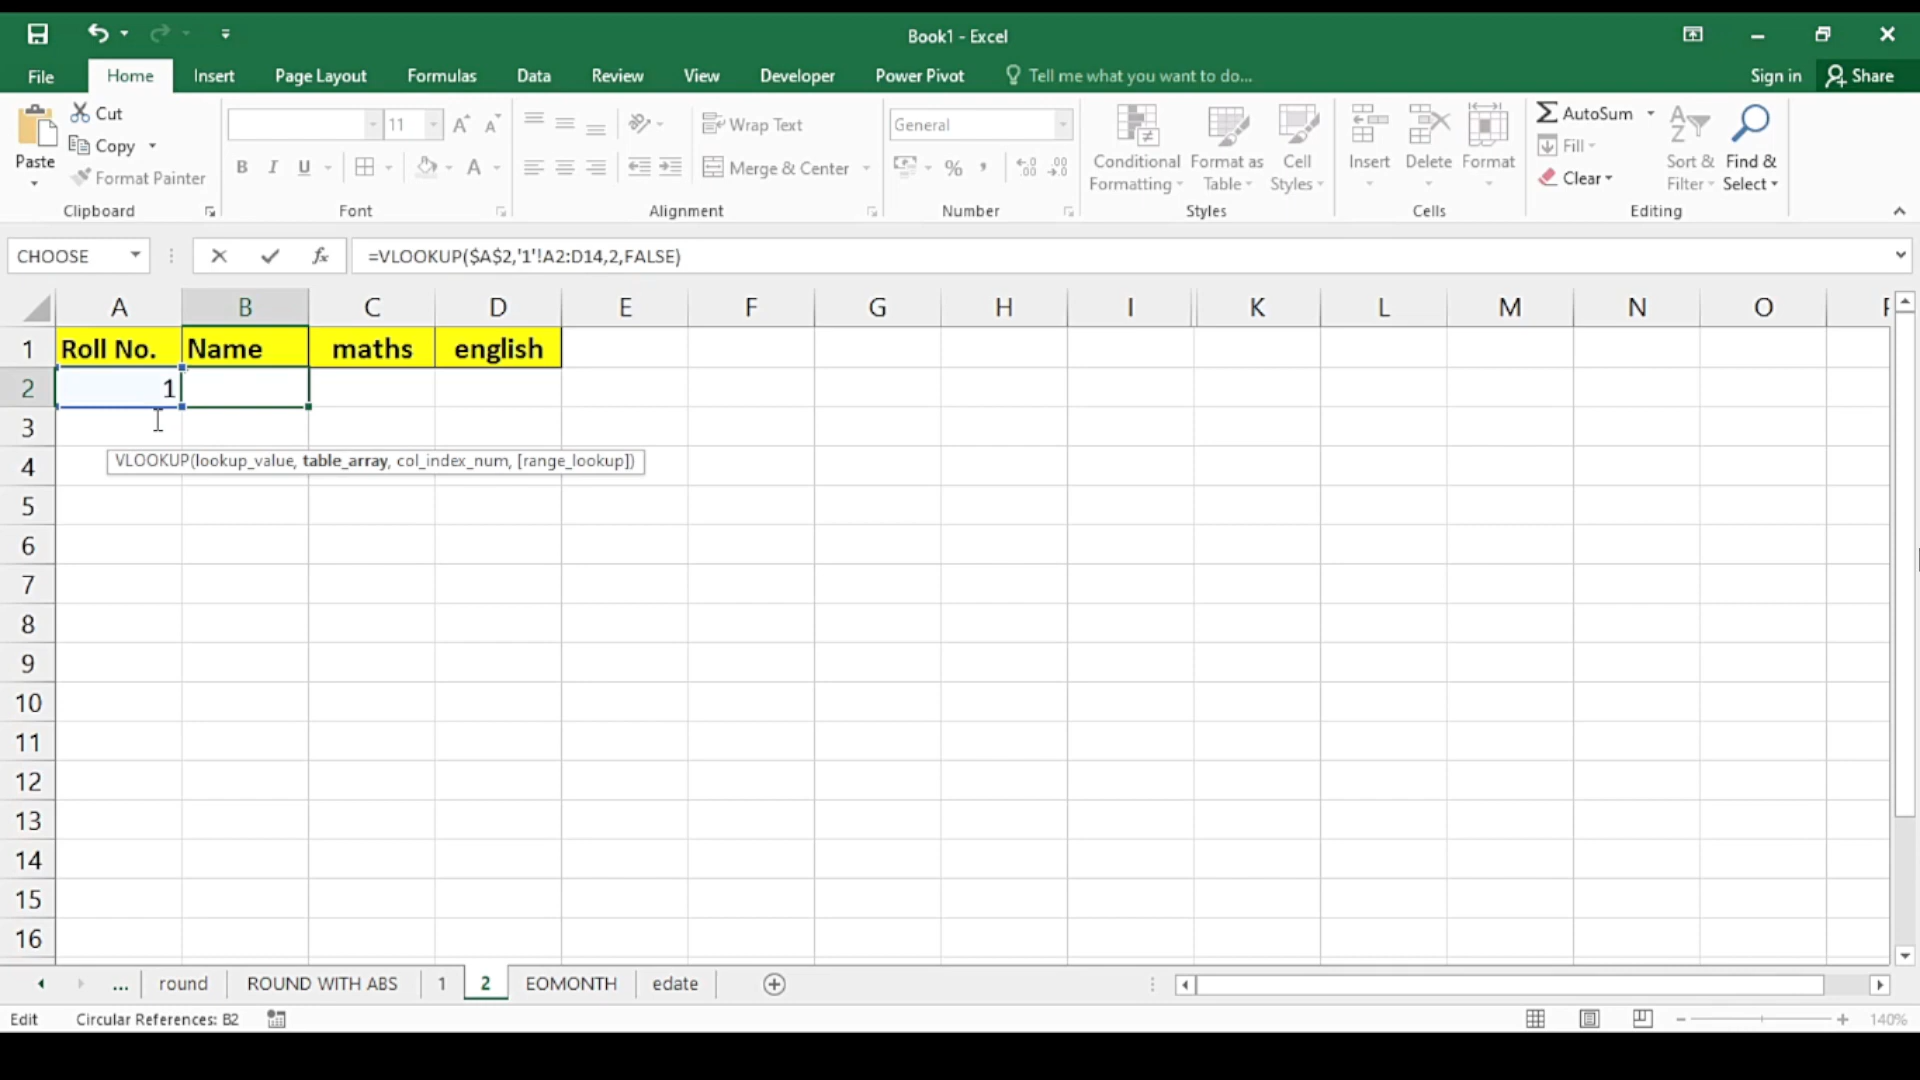 Book1 - Excel
File Home Insert Page Layout Formulas Data Review View Developer Power Pivot Tell me what you want to do... Sign in Share
Cut
Copy
Format Painter
Paste
Clipboard
11
B I U A
Font
Wrap Text
Merge & Center
Alignment
General
%
Number
Conditional Formatting
Format as Table
Cell Styles
Styles
Insert Delete Format
Cells
AutoSum
Fill
Clear
Sort & Filter
Find & Select
Editing
CHOOSE fx =VLOOKUP($A$2,'1'!A2:D14,2,FALSE)
A B C D E F G H I K L M N O
1 Roll No. Name maths english
2 1
3
VLOOKUP(lookup_value, table_array, col_index_num, [range_lookup])
4
5
6
7
8
9
10
11
12
13
14
15
16
... round ROUND WITH ABS 1 2 EOMONTH edate
Edit Circular References: B2 140%